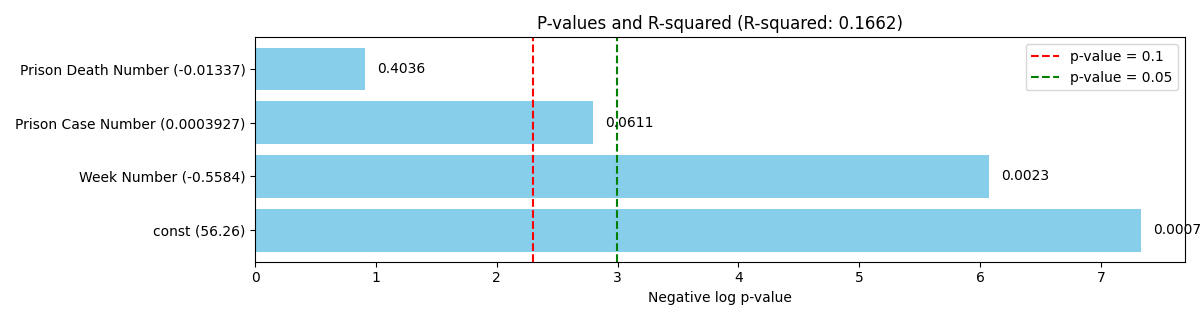 P-values and R-squared (R-squared: 0.1662)
p-value = 0.1
p-value = 0.05
Prison Death Number (-0.01337)
0.4036
Prison Case Number (0.0003927)
0.0611
Week Number (-0.5584)
0.0023
const (56.26)
0.0007
0 1 2 3 4 5 6 7
Negative log p-value